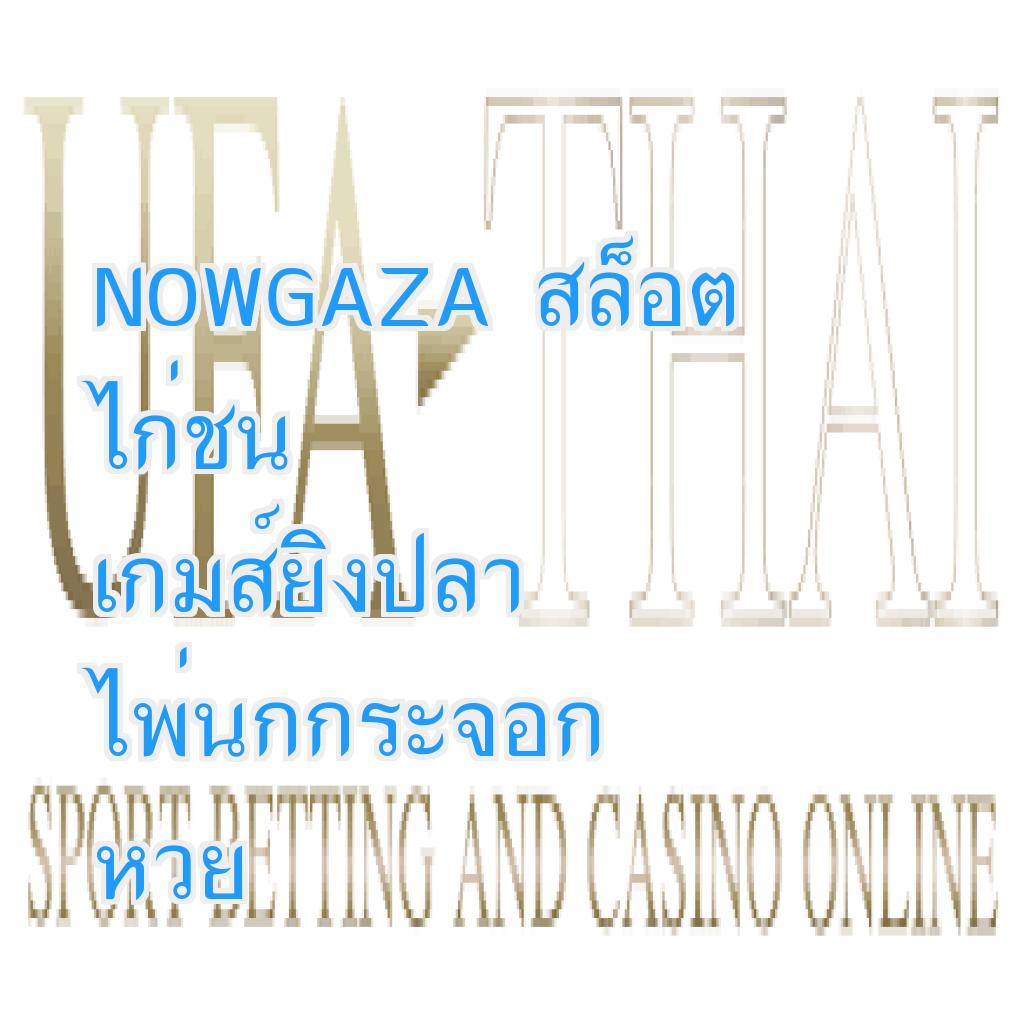 UFA THAI
NOWGAZA สล็อต
ไก่ชน
เกมส์ยิงปลา
ไพ่นกกระจอก
หวย
SPORT BETTING AND CASINO ONLINE